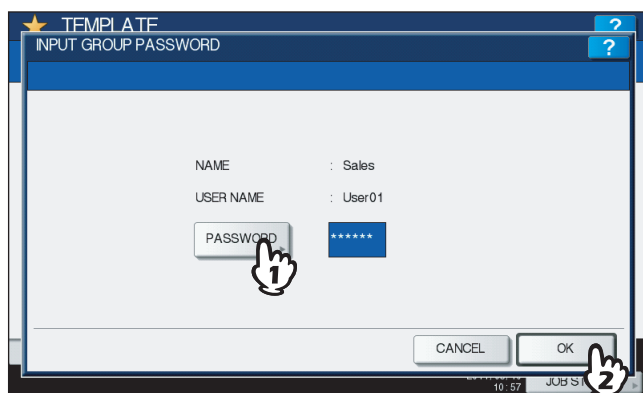 TEMPLATE ?
INPUT GROUP PASSWORD ?
NAME : Sales
USER NAME : User01
PASSWORD ******
1
CANCEL OK
2
10:57 JOB ST